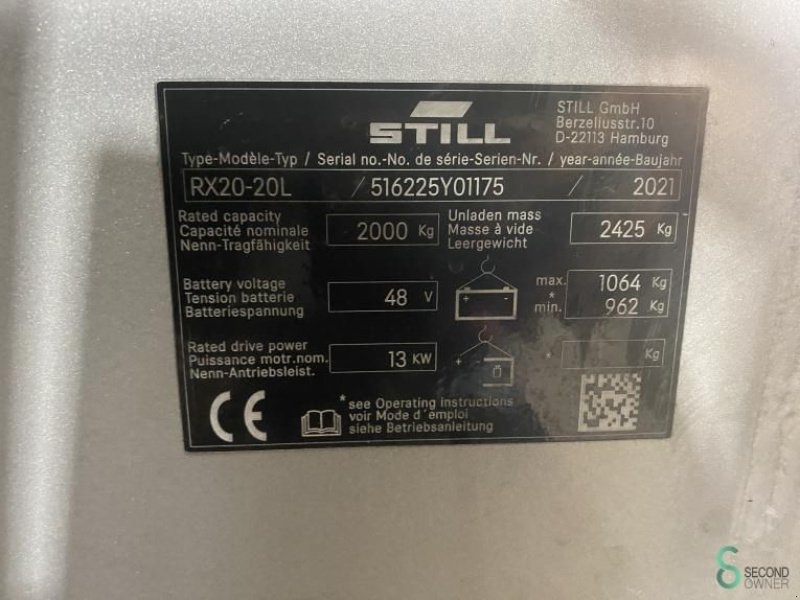 STILL
STILL GmbH
Berzeliusstr.10
D-22113 Hamburg
Type-Modèle-Typ / Serial no.-No. de série-Serien-Nr. / year-année-Baujahr
RX20-20L / 516225Y01175 / 2021
Rated capacity
Capacité nominale
Nenn-Tragfähigkeit
2000 Kg
Unladen mass
Masse à vide
Leergewicht
2425 Kg
Battery voltage
Tension batterie
Batteriespannung
48 V
+ -
max. 1064 Kg
*
min. 962 Kg
Rated drive power
Puissance motr.nom.
Nenn-Antriebsleist.
13 KW
+ -
* Kg
CE
*see Operating Instructions
voir Mode d´emploi
siehe Betriebsanleitung
SECOND
OWNER